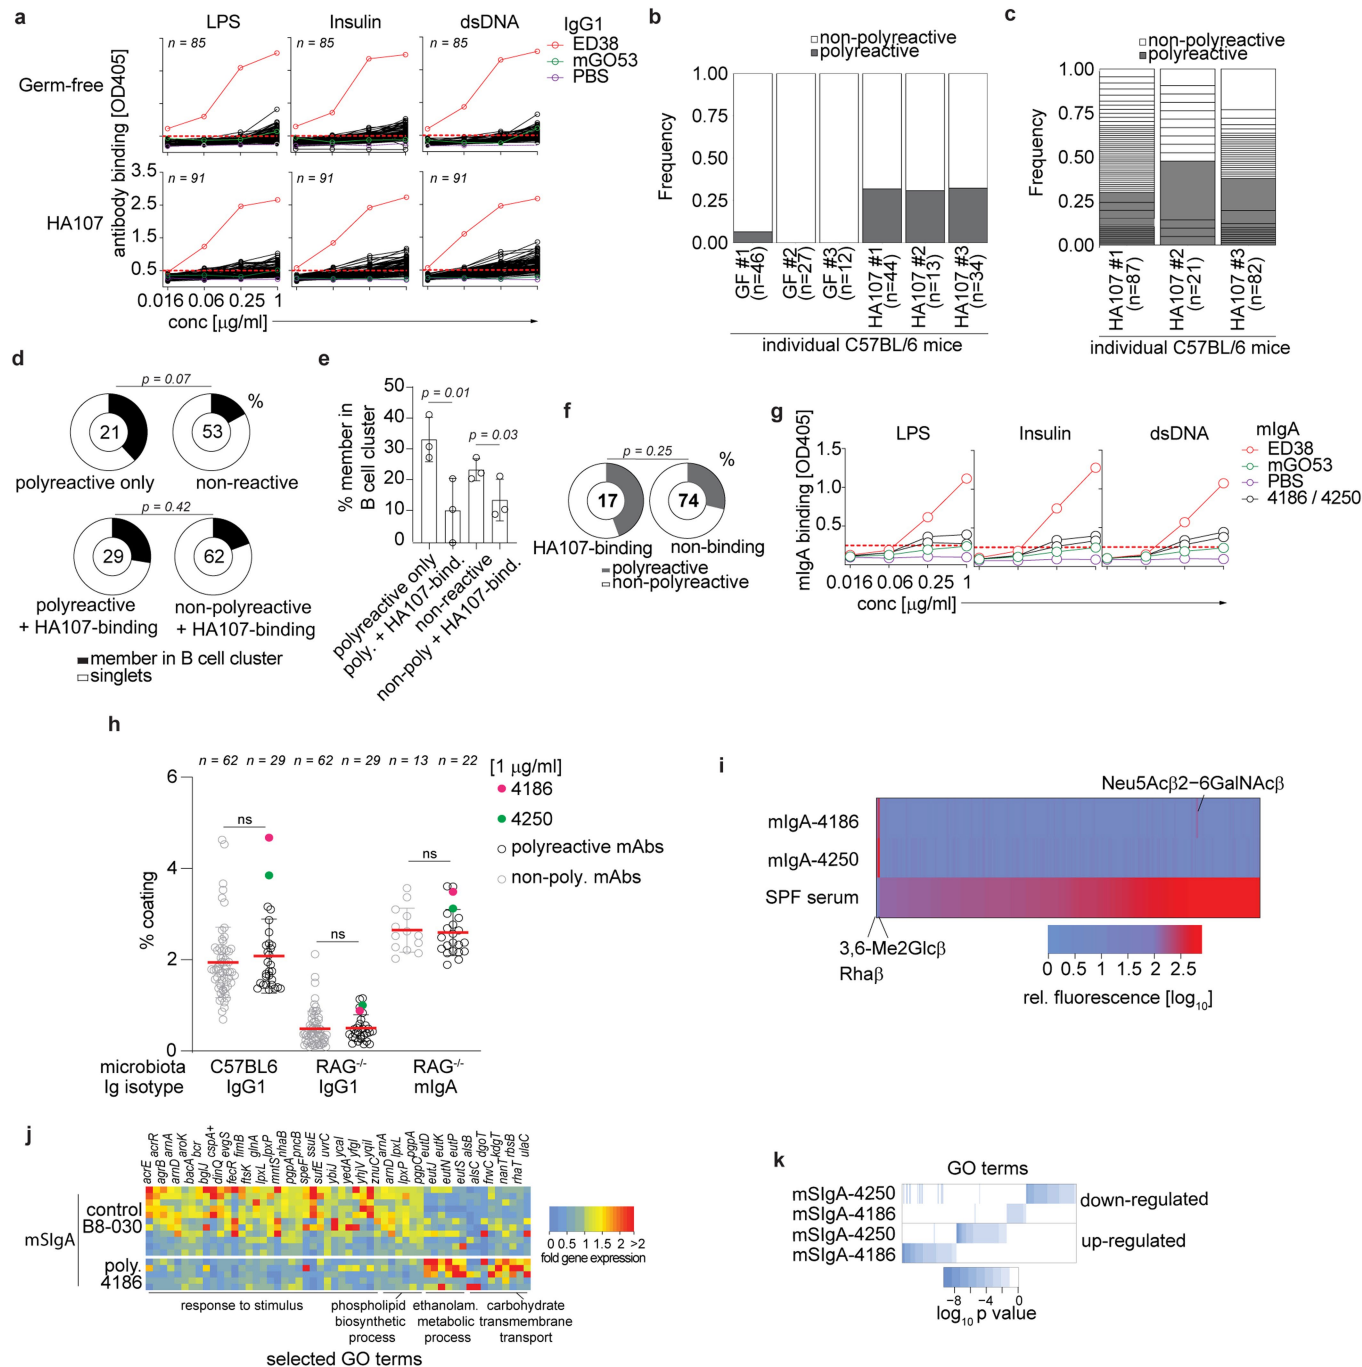 a
LPS
Insulin
dsDNA
IgG1
ED38
mGO53
PBS
n = 85
n = 85
n = 85
Germ-free
antibody binding [OD405]
3.5
2.5
1.5
0.5
n = 91
n = 91
n = 91
HA107
0.016 0.06 0.25 1
conc [μg/ml]
b
non-polyreactive
polyreactive
Frequency
1.00
0.75
0.50
0.25
0.00
GF #1 (n=46)
GF #2 (n=27)
GF #3 (n=12)
HA107 #1 (n=44)
HA107 #2 (n=13)
HA107 #3 (n=34)
individual C57BL/6 mice
c
non-polyreactive
polyreactive
Frequency
1.00
0.75
0.50
0.25
0.00
HA107 #1 (n=87)
HA107 #2 (n=21)
HA107 #3 (n=82)
individual C57BL/6 mice
d
p = 0.07
%
21
53
polyreactive only
non-reactive
p = 0.42
29
62
polyreactive + HA107-binding
non-polyreactive + HA107-binding
member in B cell cluster
singlets
e
% member in B cell cluster
50
40
30
20
10
0
p = 0.01
p = 0.03
polyreactive only
poly. + HA107-bind.
non-reactive
non-poly + HA107-bind.
f
p = 0.25
%
17
74
HA107-binding
non-binding
polyreactive
non-polyreactive
g
mIgA binding [OD405]
LPS
Insulin
dsDNA
mIgA
ED38
mGO53
PBS
4186 / 4250
1.5
1.0
0.5
0.016 0.06 0.25 1
conc [μg/ml]
h
n = 62 n = 29 n = 62 n = 29 n = 13 n = 22
% coating
6
4
2
0
ns
ns
ns
[1 μg/ml]
4186
4250
polyreactive mAbs
non-poly. mAbs
microbiota
Ig isotype
C57BL6
IgG1
RAG-/-
IgG1
RAG-/-
mIgA
i
Neu5Acβ2−6GalNAcβ
mIgA-4186
mIgA-4250
SPF serum
3,6-Me2Glcβ
Rhaβ
0 0.5 1 1.5 2 2.5
rel. fluorescence [log10]
j
acrE acrR agrB arnA arnD aroK bacA bcr bglJ cspA+ dinQ evgS fecR fimB ftsK glnA lpxL lpxP mntS nhaB pgpA pncB speF ssuE sufE uvrC ybiJ ycaI yedA yfgI yhjV yqiI znuC arnA arnD lpxL lpxP pgpA pgpC eutD eutJ eutK eutN eutP eutS alsB alsC dgoT frwC kdgT nanT rbsB rhaT ulaC
mSIgA
control
B8-030
poly.
4186
0 0.5 1 1.5 2 >2
fold gene expression
response to stimulus
phospholipid biosynthetic process
ethanolam. metabolic process
carbohydrate transmembrane transport
selected GO terms
k
GO terms
mSIgA-4250
mSIgA-4186
down-regulated
mSIgA-4250
mSIgA-4186
up-regulated
−8 −4 0
log10 p value